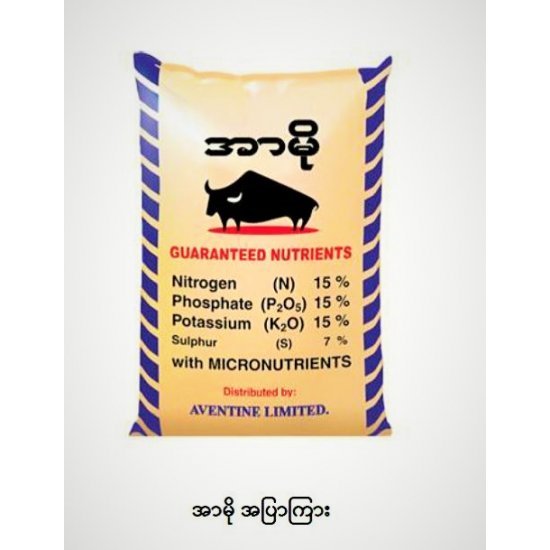 အာမို
GUARANTEED NUTRIENTS
Nitrogen (N) 15 %
Phosphate (P₂O₅) 15 %
Potassium (K₂O) 15 %
Sulphur (S) 7 %
with MICRONUTRIENTS
Distributed by:
AVENTINE LIMITED.
အာမို အပြာကြား